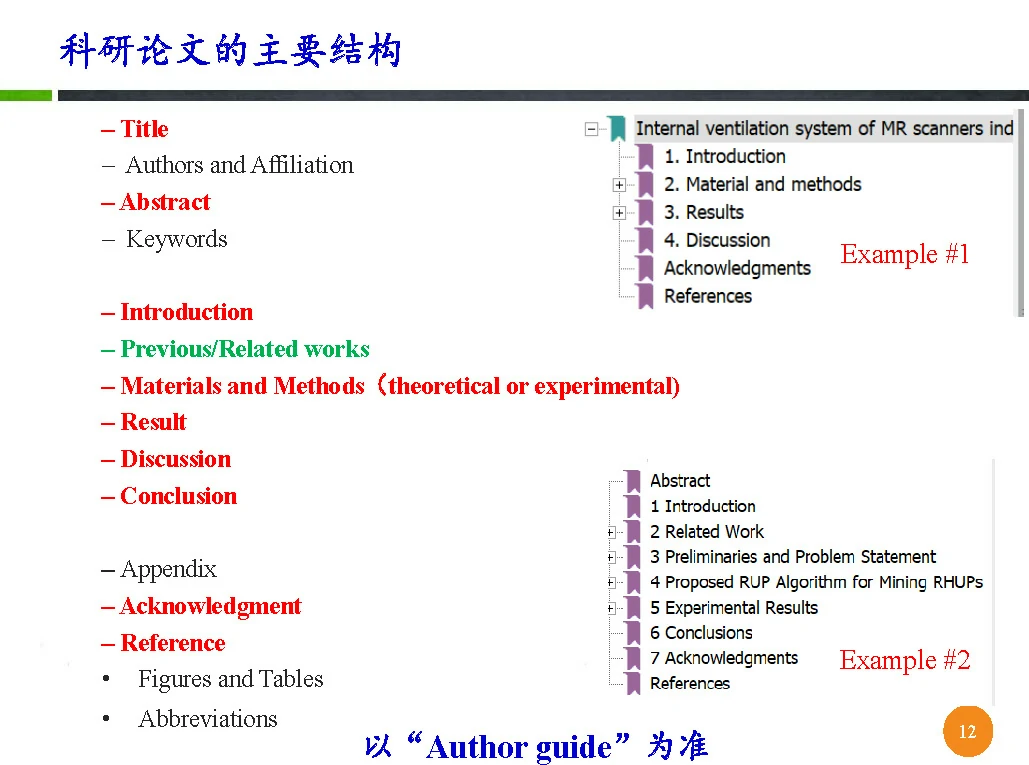 科研论文的主要结构
– Title
– Authors and Affiliation
– Abstract
– Keywords
– Introduction
– Previous/Related works
– Materials and Methods（theoretical or experimental)
– Result
– Discussion
– Conclusion
– Appendix
– Acknowledgment
– Reference
• Figures and Tables
• Abbreviations
Internal ventilation system of MR scanners ind
1. Introduction
2. Material and methods
3. Results
4. Discussion
Acknowledgments
References
Example #1
Abstract
1 Introduction
2 Related Work
3 Preliminaries and Problem Statement
4 Proposed RUP Algorithm for Mining RHUPs
5 Experimental Results
6 Conclusions
7 Acknowledgments
References
Example #2
以“Author guide”为准
12